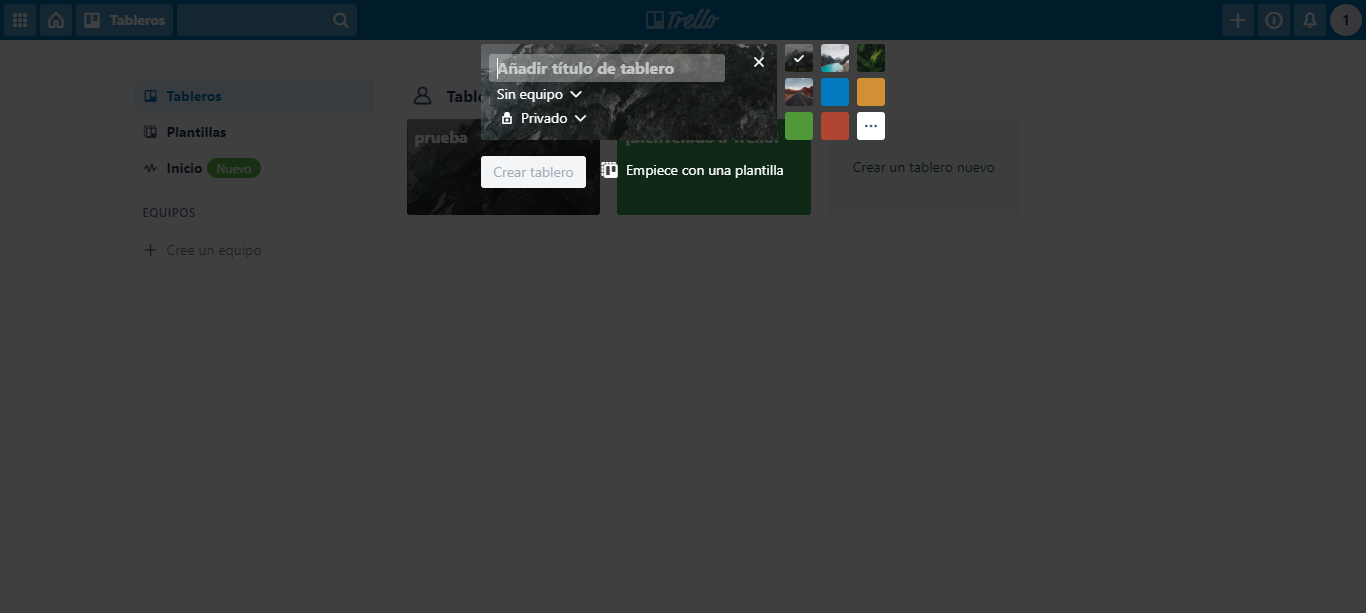 Tableros
Trello
1
Añadir título de tablero
Sin equipo
Privado
Crear tablero
Empiece con una plantilla
Tableros
Plantillas
Inicio Nuevo
EQUIPOS
Cree un equipo
prueba
¡Bienvenido a Trello!
Crear un tablero nuevo